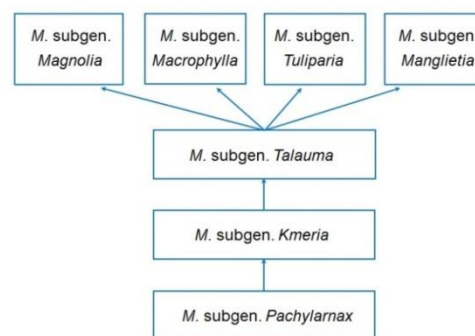 M. subgen.
Magnolia
M. subgen.
Macrophylla
M. subgen.
Tuliparia
M. subgen.
Manglietia
M. subgen. Talauma
M. subgen. Kmeria
M. subgen. Pachylarnax